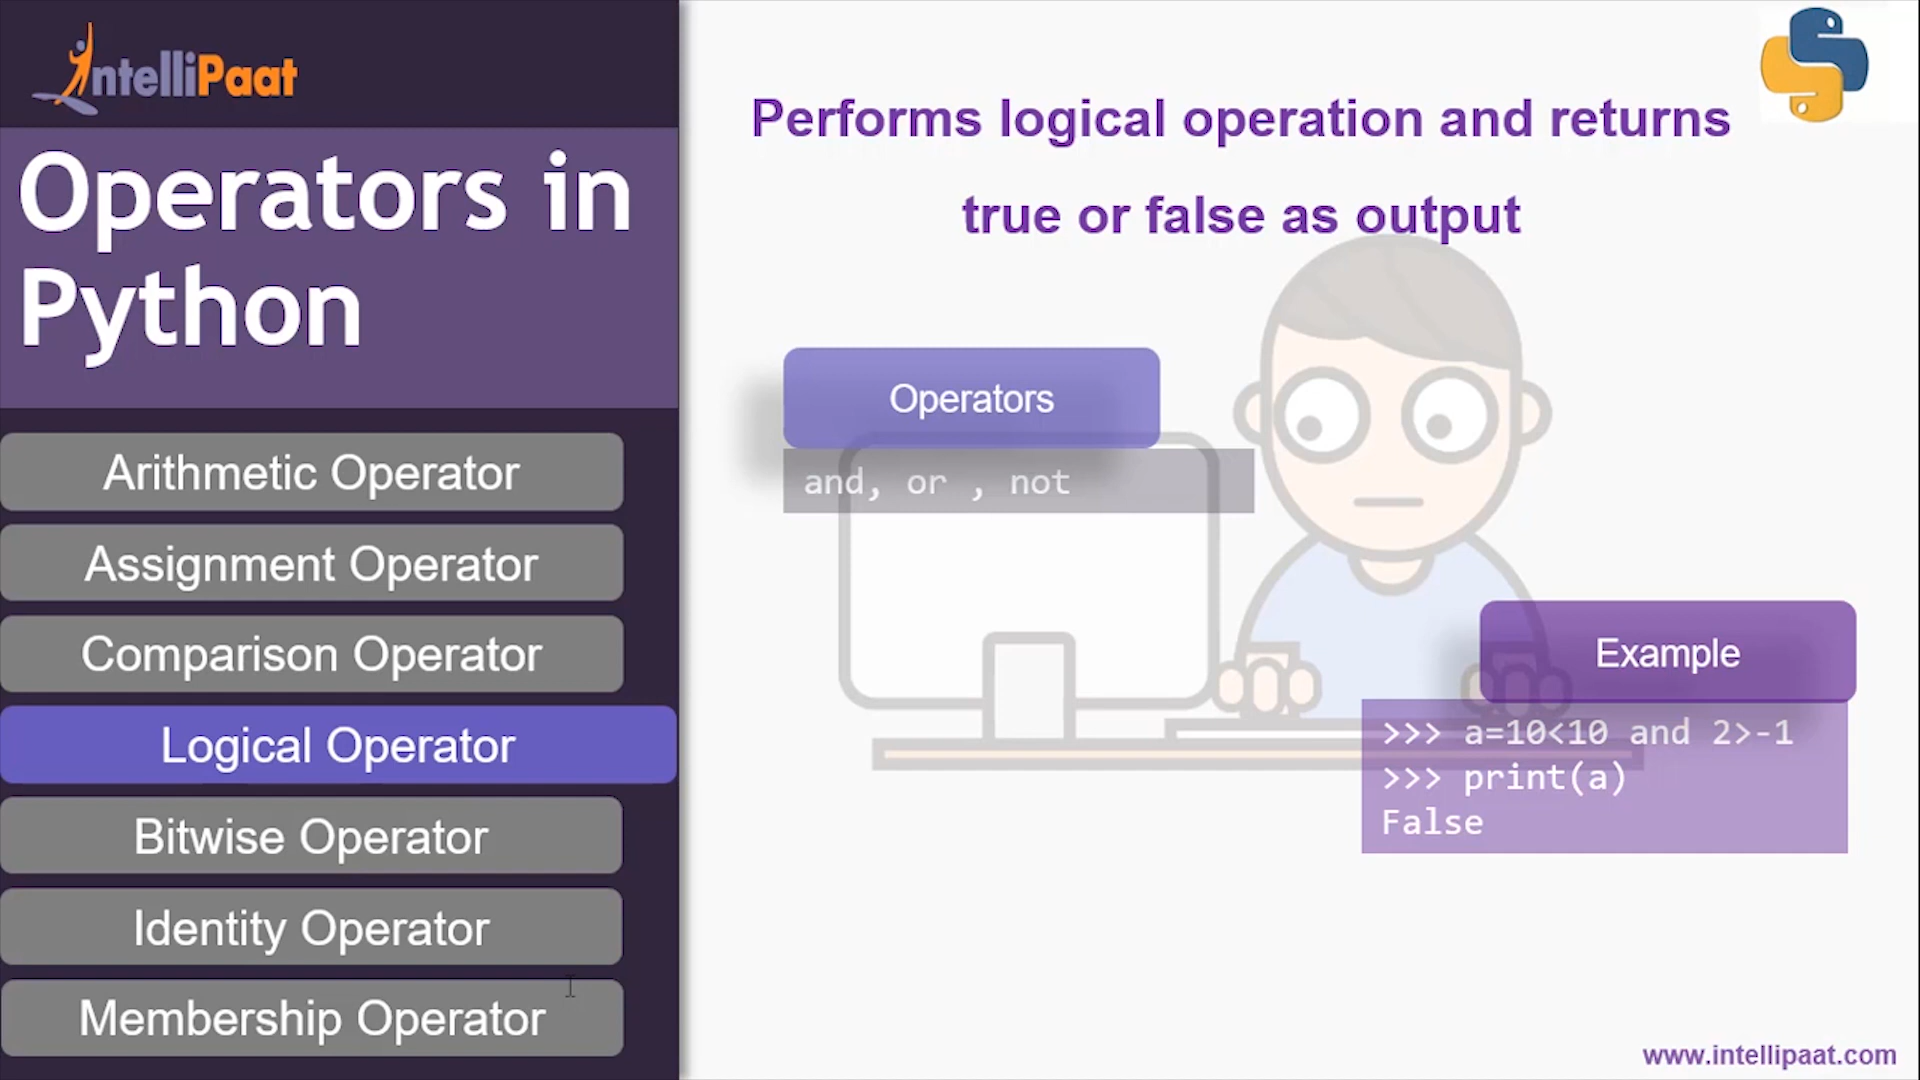 IntelliPaat
Operators in
Python
Arithmetic Operator
Assignment Operator
Comparison Operator
Logical Operator
Bitwise Operator
Identity Operator
Membership Operator
Performs logical operation and returns
true or false as output
Operators
and, or , not
Example
>>> a=10<10 and 2>-1
>>> print(a)
False
www.intellipaat.com